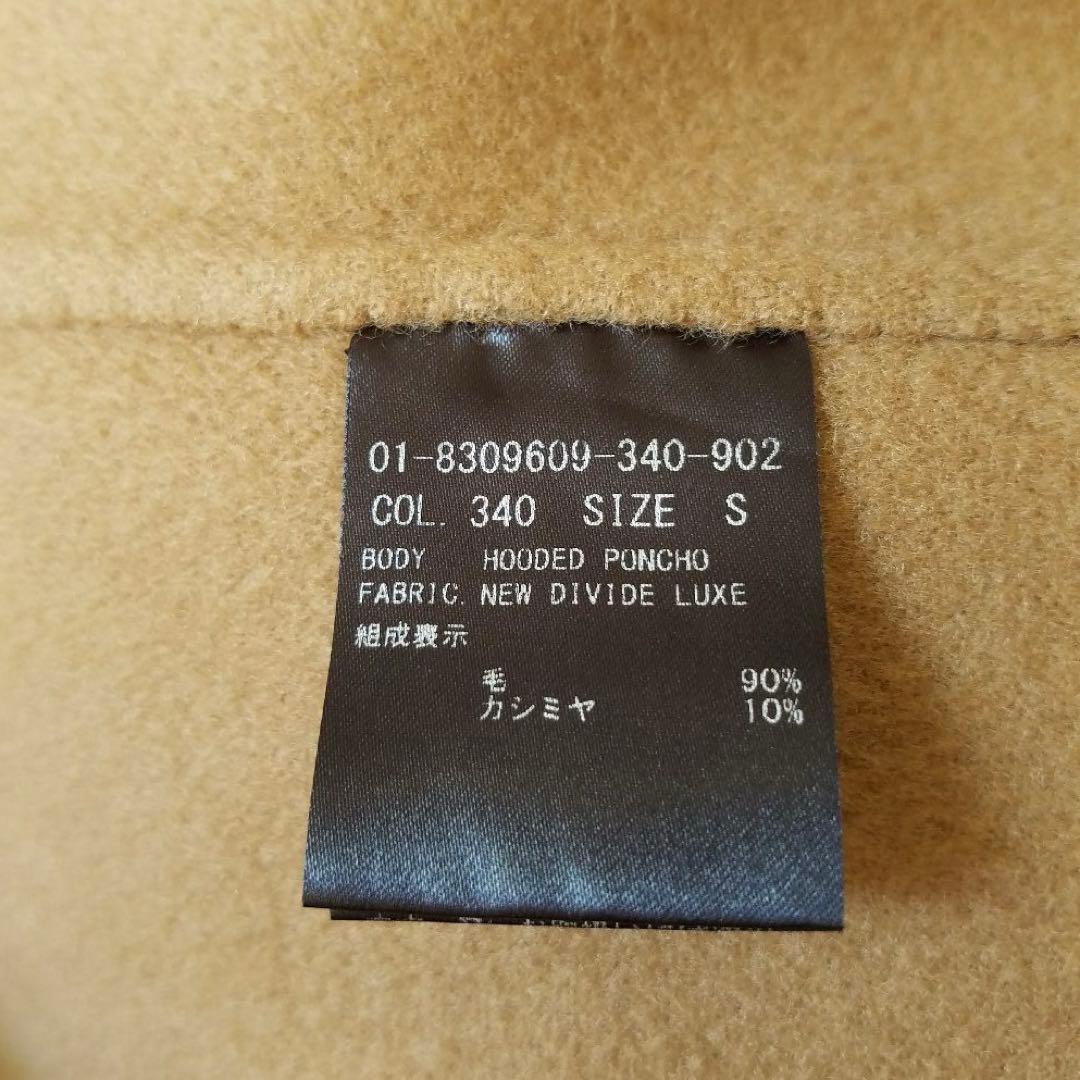 01-8309609-340-902
COL. 340 SIZE S
BODY HOODED PONCHO
FABRIC. NEW DIVIDE LUXE
組成表示
毛 90%
カシミヤ 10%